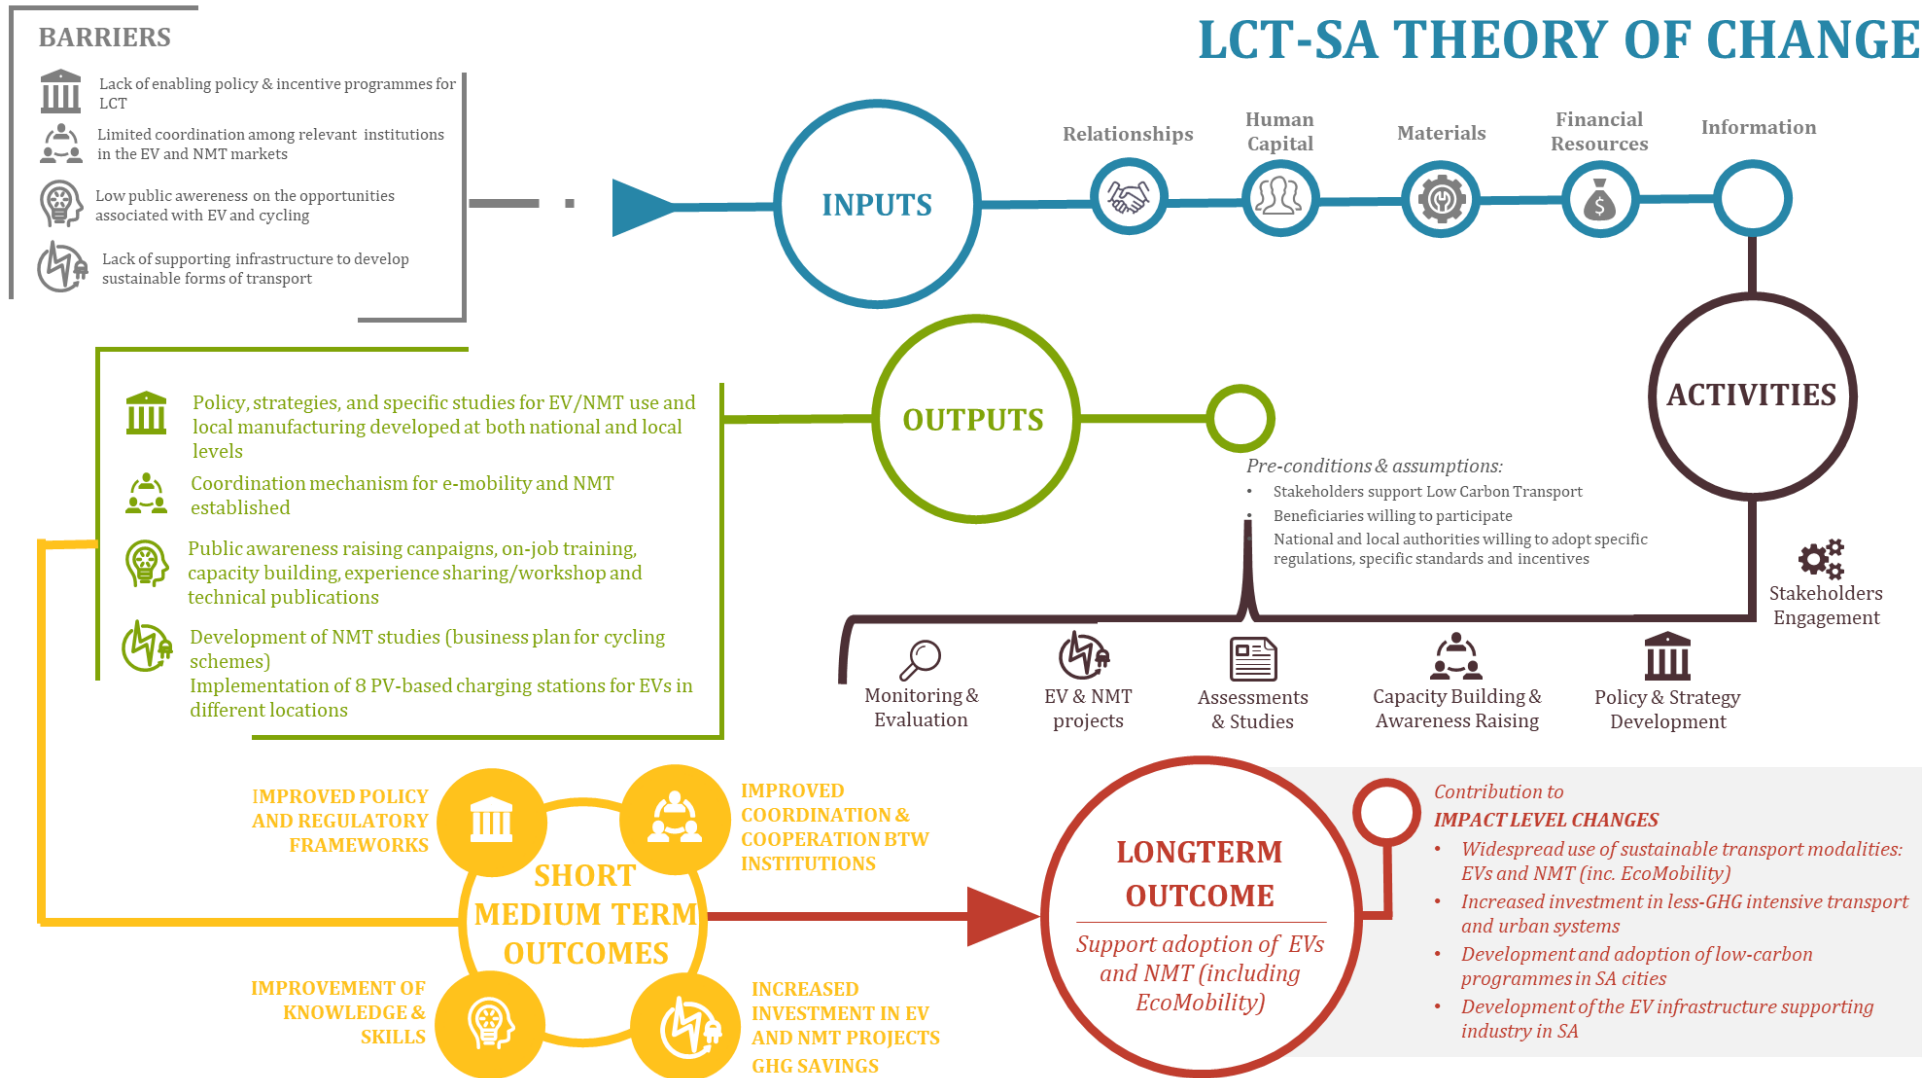 LCT-SA THEORY OF CHANGE
BARRIERS
Lack of enabling policy & incentive programmes for
LCT
Limited coordination among relevant institutions
in the EV and NMT markets
Low public awereness on the opportunities
associated with EV and cycling
Lack of supporting infrastructure to develop
sustainable forms of transport
INPUTS
Relationships
Human
Capital
Materials
Financial
Resources
Information
$
ACTIVITIES
Stakeholders
Engagement
Policy & Strategy
Development
Capacity Building &
Awareness Raising
Assessments
& Studies
EV & NMT
projects
Monitoring &
Evaluation
Pre-conditions & assumptions:
• Stakeholders support Low Carbon Transport
• Beneficiaries willing to participate
• National and local authorities willing to adopt specific
regulations, specific standards and incentives
OUTPUTS
Policy, strategies, and specific studies for EV/NMT use and
local manufacturing developed at both national and local
levels
Coordination mechanism for e-mobility and NMT
established
Public awareness raising canpaigns, on-job training,
capacity building, experience sharing/workshop and
technical publications
Development of NMT studies (business plan for cycling
schemes)
Implementation of 8 PV-based charging stations for EVs in
different locations
SHORT
MEDIUM TERM
OUTCOMES
IMPROVED POLICY
AND REGULATORY
FRAMEWORKS
IMPROVED
COORDINATION &
COOPERATION BTW
INSTITUTIONS
IMPROVEMENT OF
KNOWLEDGE &
SKILLS
INCREASED
INVESTMENT IN EV
AND NMT PROJECTS
GHG SAVINGS
LONGTERM
OUTCOME
Support adoption of EVs
and NMT (including
EcoMobility)
Contribution to
IMPACT LEVEL CHANGES
• Widespread use of sustainable transport modalities:
EVs and NMT (inc. EcoMobility)
• Increased investment in less-GHG intensive transport
and urban systems
• Development and adoption of low-carbon
programmes in SA cities
• Development of the EV infrastructure supporting
industry in SA